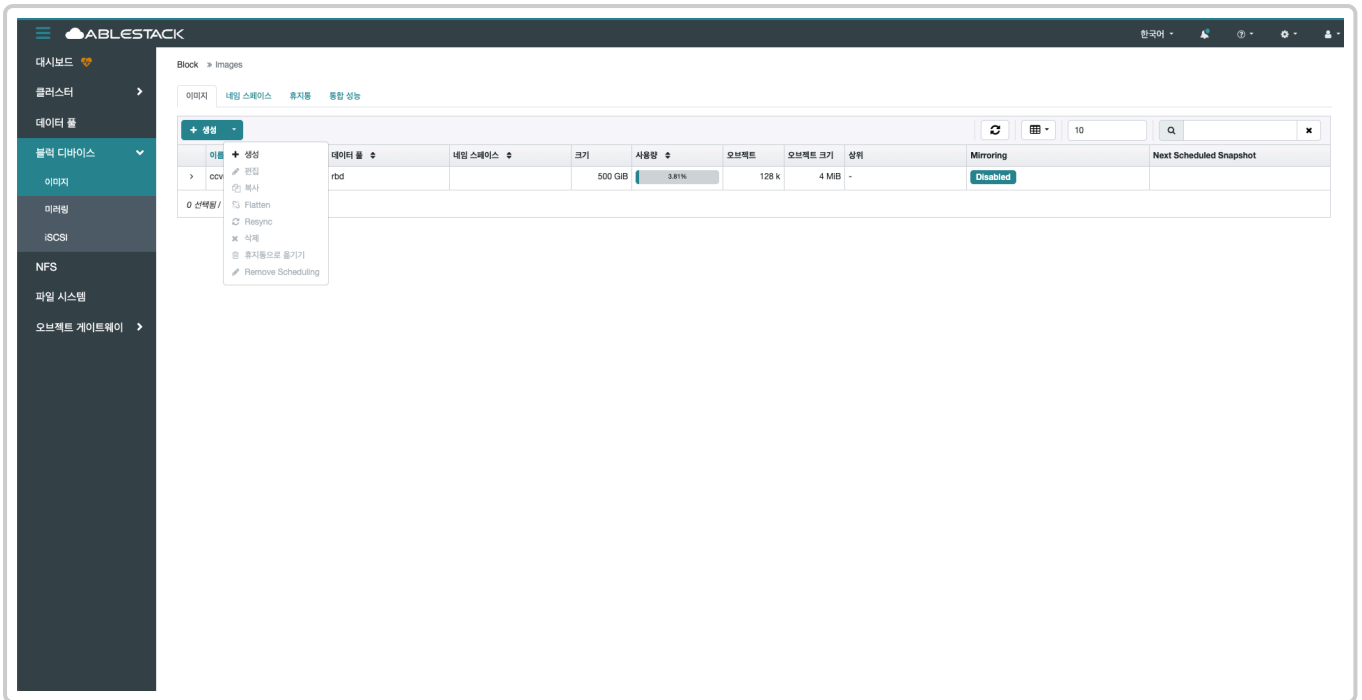 ABLESTACK
한국어
대시보드
클러스터
데이터 풀
블럭 디바이스
이미지
미러링
iSCSI
NFS
파일 시스템
오브젝트 게이트웨이
Block » Images
이미지 네임 스페이스 휴지통 통합 성능
+ 생성
10
데이터 풀 네임 스페이스 크기 사용량 오브젝트 오브젝트 크기 상위 Mirroring Next Scheduled Snapshot
rbd 500 GiB 3.81% 128 k 4 MiB - Disabled
0 선택됨 /
생성
편집
복사
Flatten
Resync
삭제
휴지통으로 옮기기
Remove Scheduling